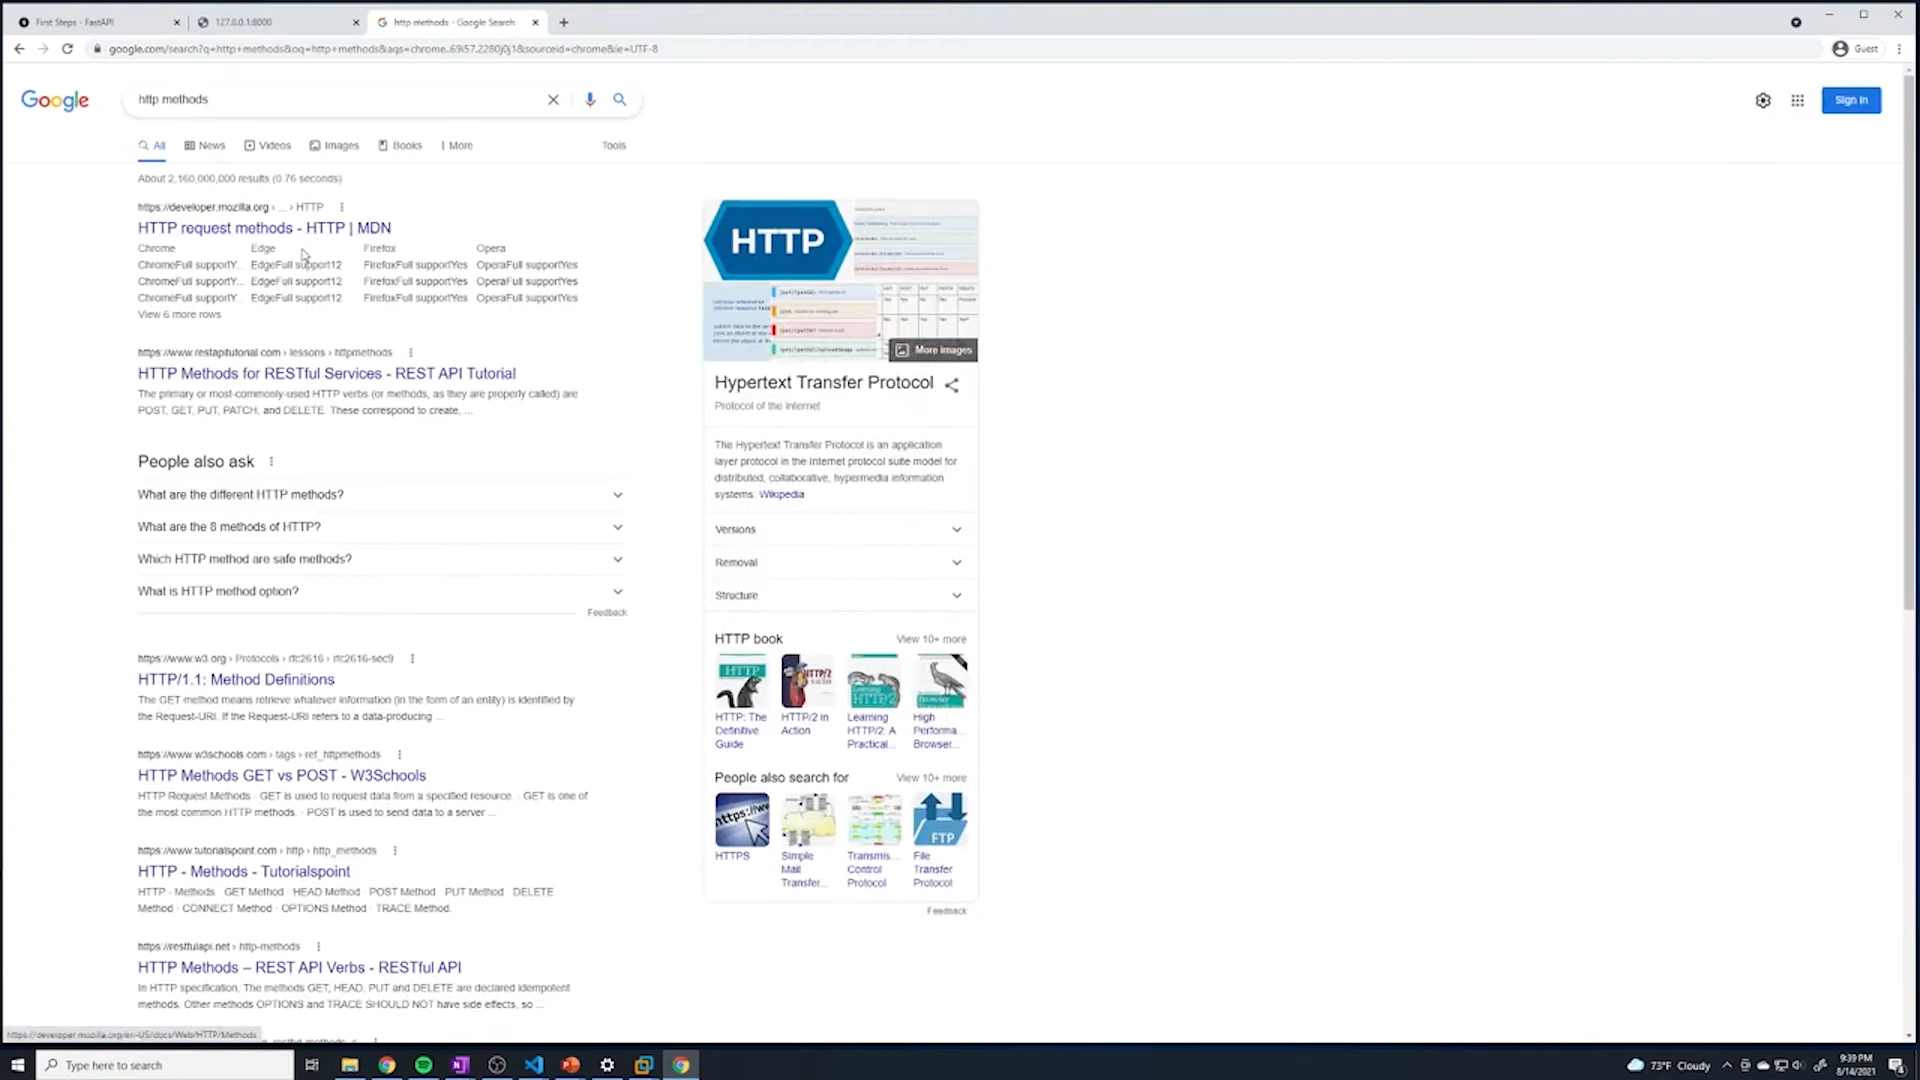 First Steps - FastAPI
127.0.0.1:8000
http methods - Google Search
google.com/search?q=http+methods&oq=http+methods&aqs=chrome..69i57.2280j0j1&sourceid=chrome&ie=UTF-8
Guest
Google
http methods
Sign in
All
News
Videos
Images
Books
More
Tools
About 2,160,000,000 results (0.76 seconds)
https://developer.mozilla.org › ... › HTTP
HTTP request methods - HTTP | MDN
Chrome Edge Firefox Opera
ChromeFull supportY... EdgeFull support12 FirefoxFull supportYes OperaFull supportYes
ChromeFull supportY... EdgeFull support12 FirefoxFull supportYes OperaFull supportYes
ChromeFull supportY... EdgeFull support12 FirefoxFull supportYes OperaFull supportYes
View 6 more rows
https://www.restapitutorial.com › lessons › httpmethods
HTTP Methods for RESTful Services - REST API Tutorial
The primary or most-commonly-used HTTP verbs (or methods, as they are properly called) are
POST, GET, PUT, PATCH, and DELETE. These correspond to create, ...
People also ask
What are the different HTTP methods?
What are the 8 methods of HTTP?
Which HTTP method are safe methods?
What is HTTP method option?
Feedback
https://www.w3.org › Protocols › rfc2616 › rfc2616-sec9
HTTP/1.1: Method Definitions
The GET method means retrieve whatever information (in the form of an entity) is identified by
the Request-URI. If the Request-URI refers to a data-producing ...
https://www.w3schools.com › tags › ref_httpmethods
HTTP Methods GET vs POST - W3Schools
HTTP Request Methods · GET is used to request data from a specified resource. · GET is one of
the most common HTTP methods. · POST is used to send data to a server ...
https://www.tutorialspoint.com › http › http_methods
HTTP - Methods - Tutorialspoint
HTTP - Methods · GET Method · HEAD Method · POST Method · PUT Method · DELETE
Method · CONNECT Method · OPTIONS Method · TRACE Method.
https://restfulapi.net › http-methods
HTTP Methods – REST API Verbs - RESTful API
In HTTP specification, The methods GET, HEAD, PUT and DELETE are declared idempotent
methods. Other methods OPTIONS and TRACE SHOULD NOT have side effects, so ...
https://developer.mozilla.org/en-US/docs/Web/HTTP/Methods
HTTP
More images
Hypertext Transfer Protocol
Protocol of the internet
The Hypertext Transfer Protocol is an application
layer protocol in the Internet protocol suite model for
distributed, collaborative, hypermedia information
systems. Wikipedia
Versions
Removal
Structure
HTTP book
View 10+ more
HTTP: The Definitive Guide
HTTP/2 in Action
Learning HTTP/2: A Practical...
High Performa... Browser...
People also search for
View 10+ more
https://ww
FTP
HTTPS
Simple Mail Transfer...
Transmis... Control Protocol
File Transfer Protocol
Feedback
Type here to search
73°F Cloudy
9:39 PM
8/14/2021